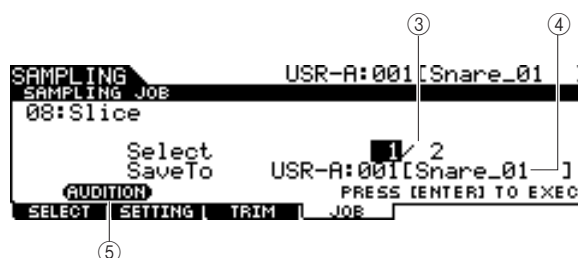 ③ ④
SAMPLING USR-A:001[Snare_01 ]
SAMPLING JOB
08:Slice
Select 1/ 2
SaveTo USR-A:001[Snare_01 ]
AUDITION PRESS [ENTER] TO EXEC
SELECT SETTING TRIM JOB
⑤